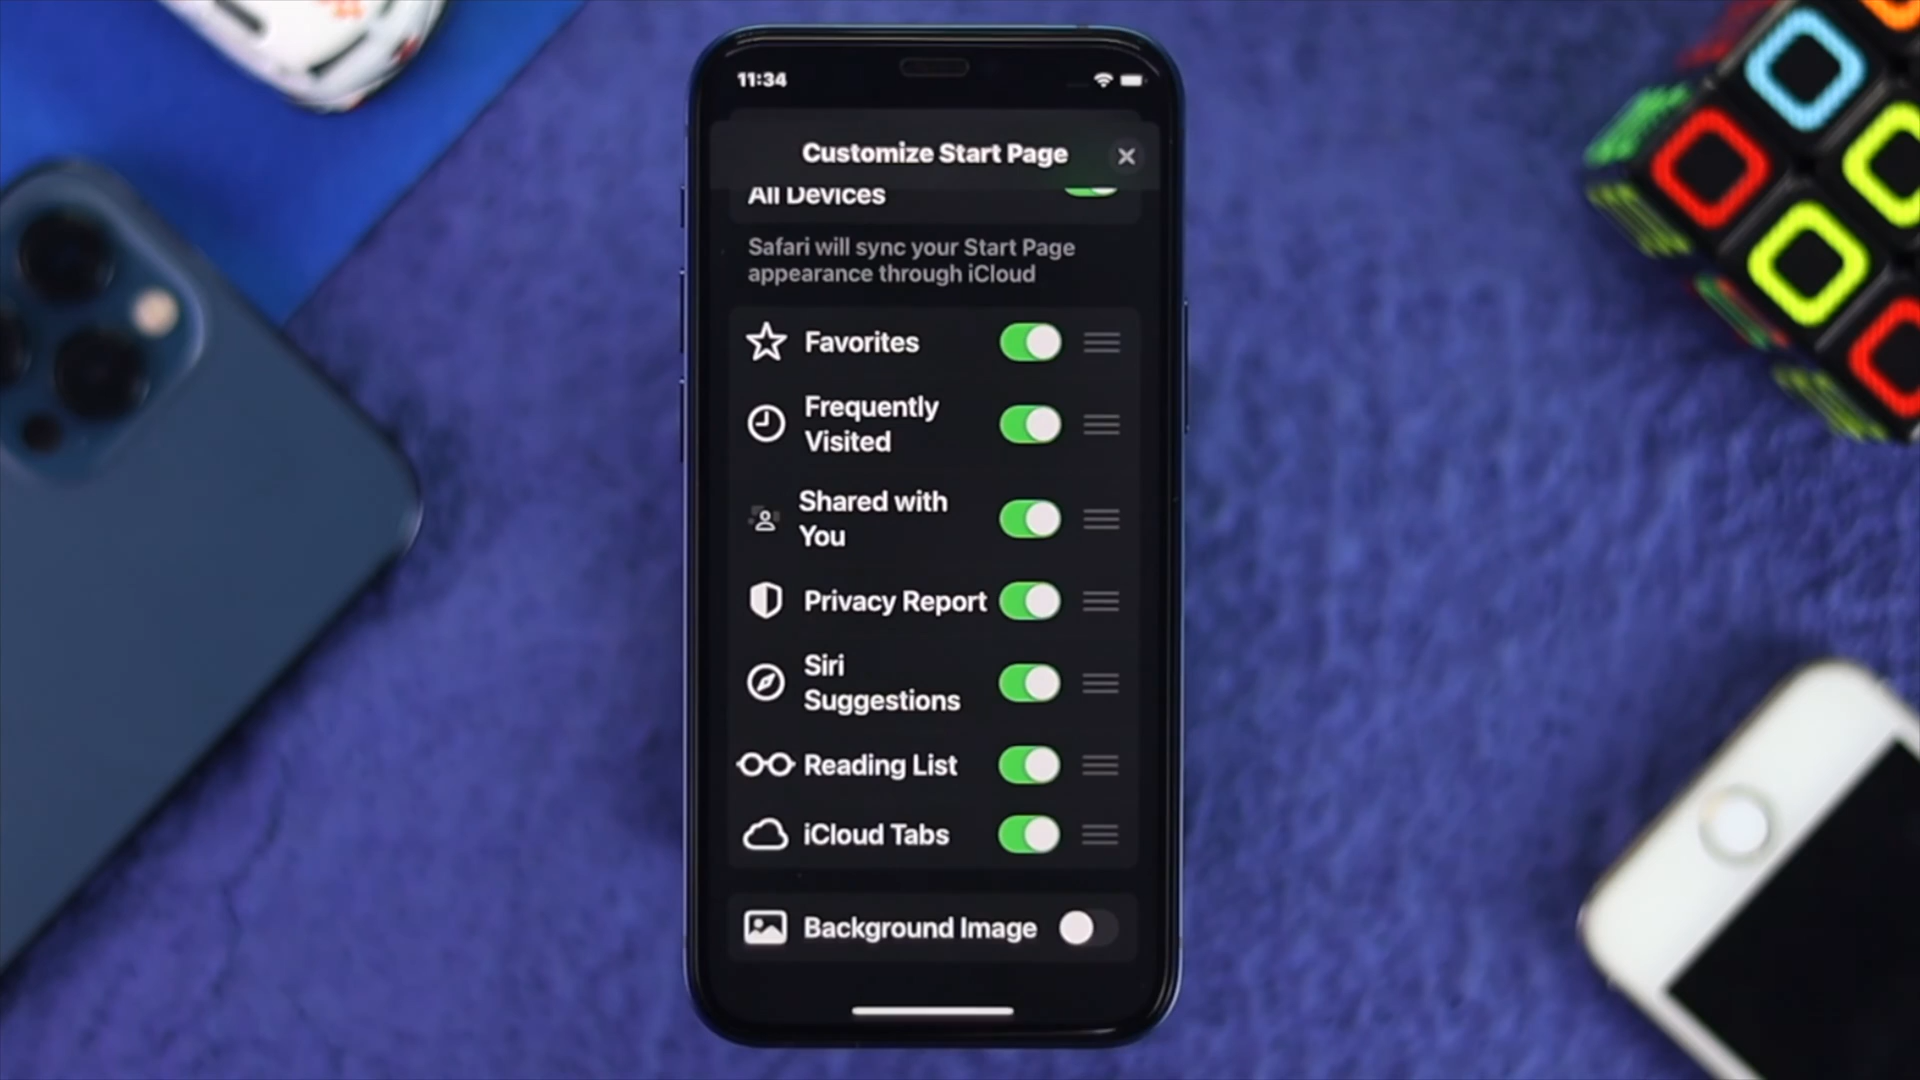 11:34
Customize Start Page
All Devices
Safari will sync your Start Page
appearance through iCloud
Favorites
Frequently
Visited
Shared with
You
Privacy Report
Siri
Suggestions
Reading List
iCloud Tabs
Background Image